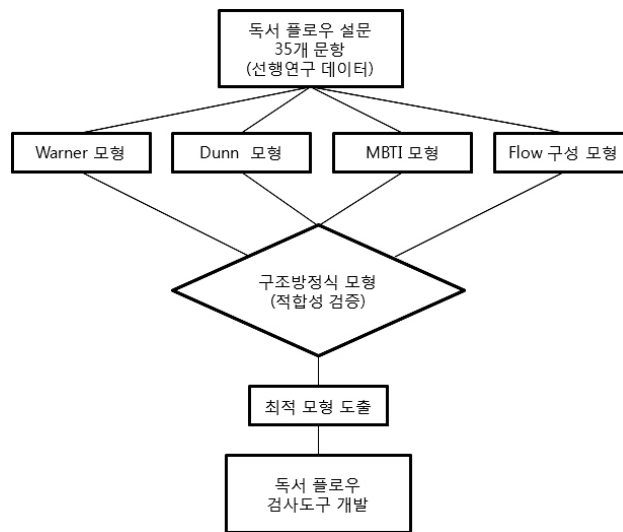 독서 플로우 설문
35개 문항
(선행연구 데이터)
Warner 모형
Dunn 모형
MBTI 모형
Flow 구성 모형
구조방정식 모형
(적합성 검증)
최적 모형 도출
독서 플로우
검사도구 개발